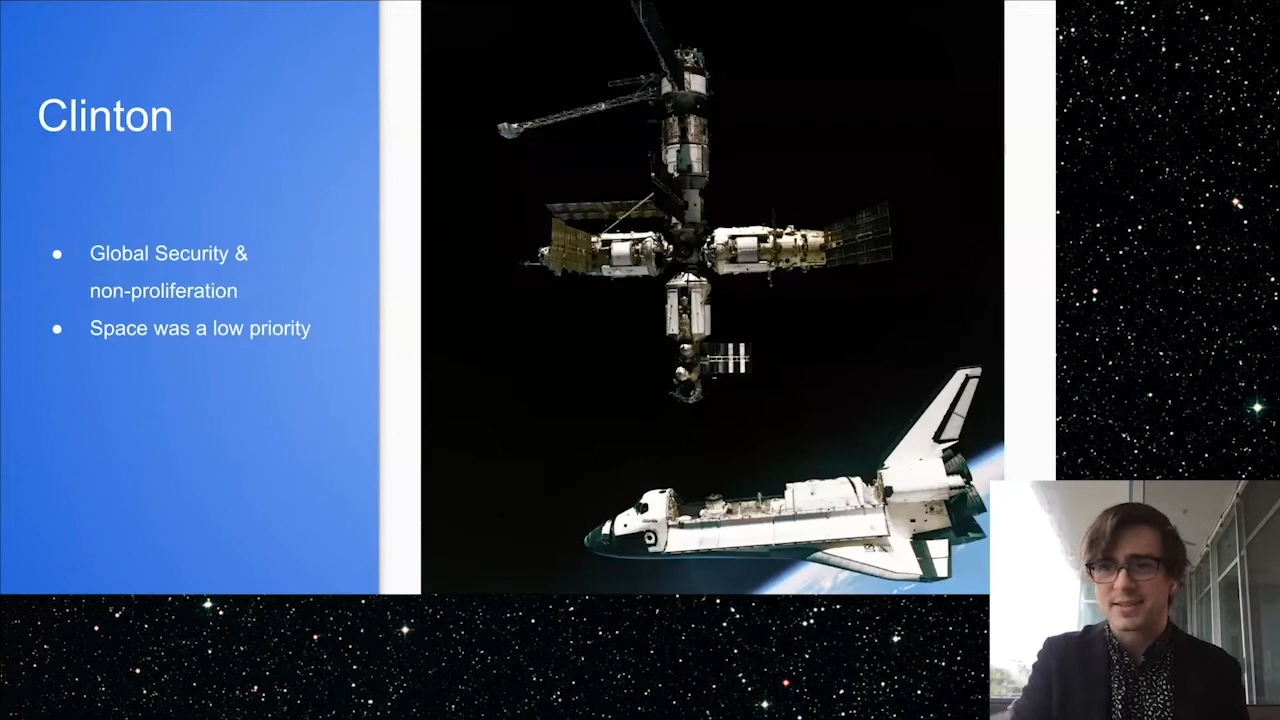 Clinton
● Global Security &
non-proliferation
● Space was a low priority